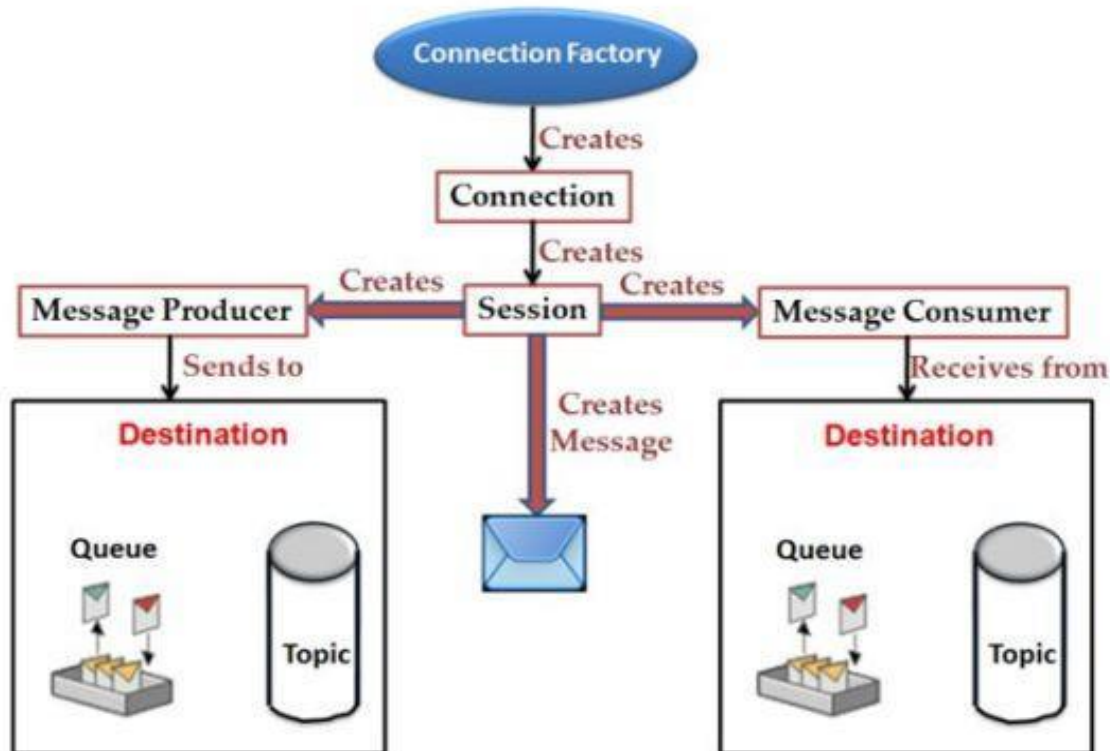 Connection Factory
Creates
Connection
Creates
Creates
Creates
Message Producer
Session
Message Consumer
Sends to
Receives from
Creates
Message
Destination
Destination
Queue
Topic
Queue
Topic